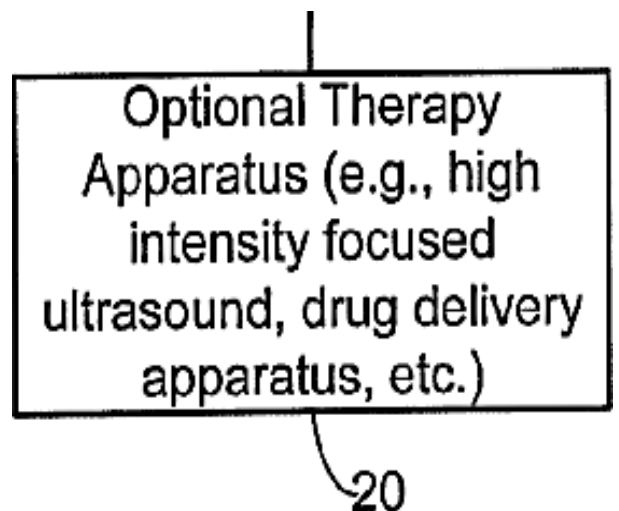 Optional Therapy
Apparatus (e.g., high
intensity focused
ultrasound, drug delivery
apparatus, etc.)
20